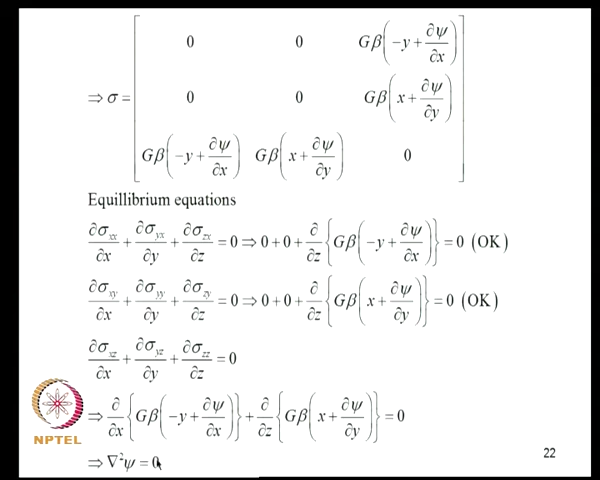 ⇒ σ = [ 0 0 Gβ(−y + ∂ψ/∂x)
0 0 Gβ(x + ∂ψ/∂y)
Gβ(−y + ∂ψ/∂x) Gβ(x + ∂ψ/∂y) 0 ]
Equillibrium equations
∂σxx/∂x + ∂σyx/∂y + ∂σzx/∂z = 0 ⇒ 0 + 0 + ∂/∂z{Gβ(−y + ∂ψ/∂x)} = 0 (OK)
∂σxy/∂x + ∂σyy/∂y + ∂σzy/∂z = 0 ⇒ 0 + 0 + ∂/∂z{Gβ(x + ∂ψ/∂y)} = 0 (OK)
∂σxz/∂x + ∂σyz/∂y + ∂σzz/∂z = 0
⇒ ∂/∂x{Gβ(−y + ∂ψ/∂x)} + ∂/∂z{Gβ(x + ∂ψ/∂y)} = 0
⇒ ∇²ψ = 0
NPTEL
22